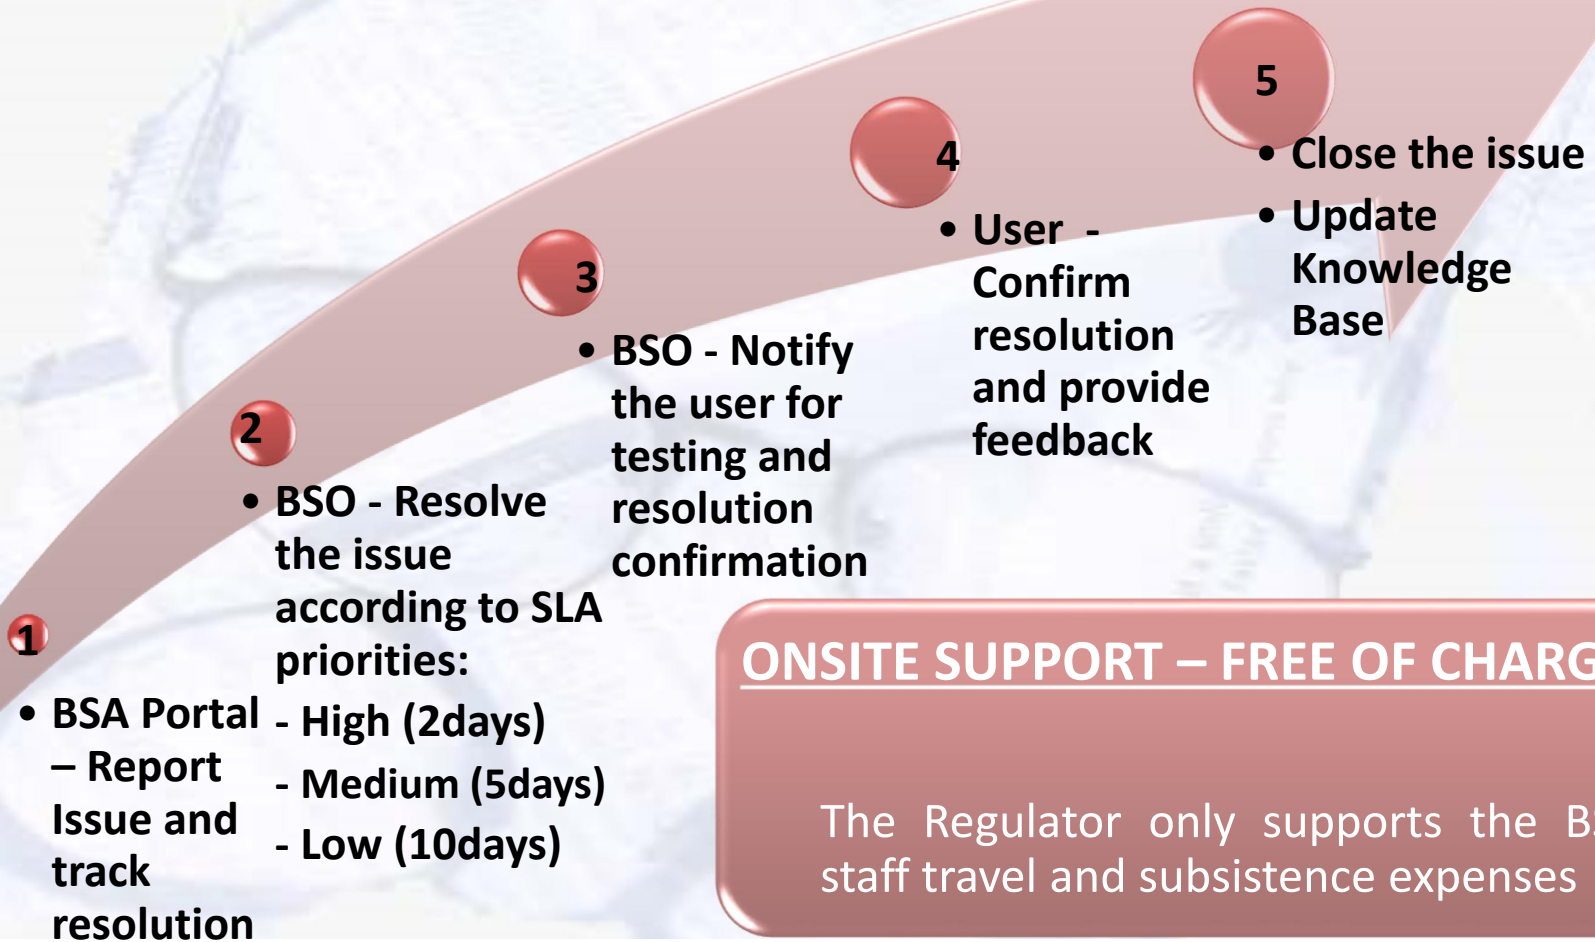 1
• BSA Portal
– Report
Issue and
track
resolution
2
• BSO - Resolve
the issue
according to SLA
priorities:
- High (2days)
- Medium (5days)
- Low (10days)
3
• BSO - Notify
the user for
testing and
resolution
confirmation
4
• User -
Confirm
resolution
and provide
feedback
5
• Close the issue
• Update
Knowledge
Base
ONSITE SUPPORT – FREE OF
The Regulator only supports the
staff travel and subsistence expenses